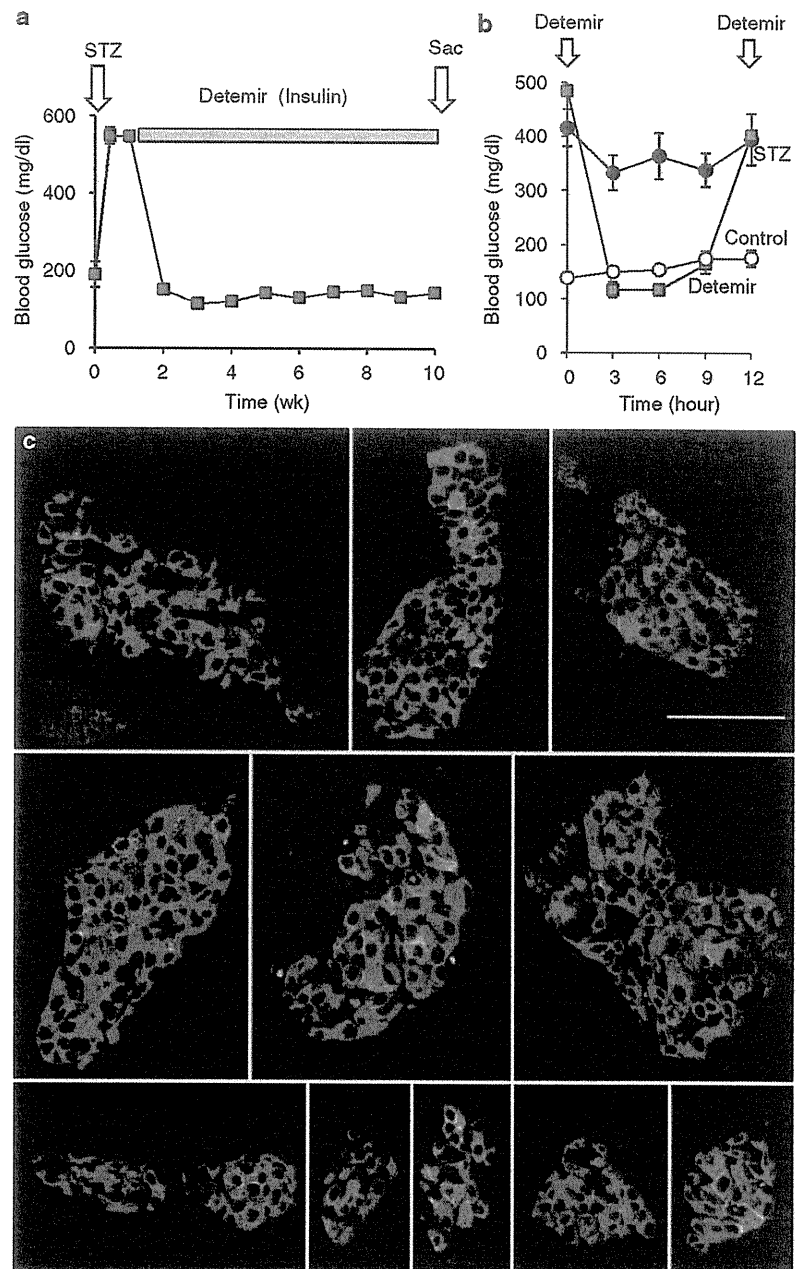 a
STZ
Sac
Detemir (Insulin)
Blood glucose (mg/dl)
600
400
200
0
0 2 4 6 8 10
Time (wk)
b
Detemir Detemir
Blood glucose (mg/dl)
500
400
300
200
100
0
STZ
Control
Detemir
0 3 6 9 12
Time (hour)
c